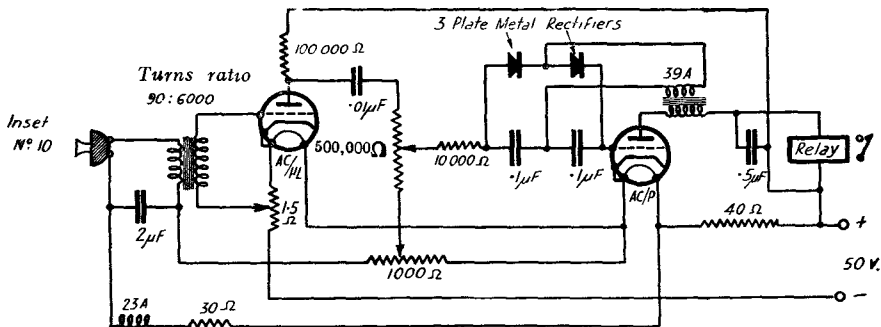 3 Plate Metal Rectifiers
100 000 Ω
39A
Turns ratio
90:6000
·01µF
Inset
Nº 10
500,000Ω
10 000 Ω
·1µF
·1µF
·5µF
Relay
AC/µL
AC/P
1·5
Ω
2µF
40 Ω
+
1000 Ω
50 V.
23A
30 Ω
−